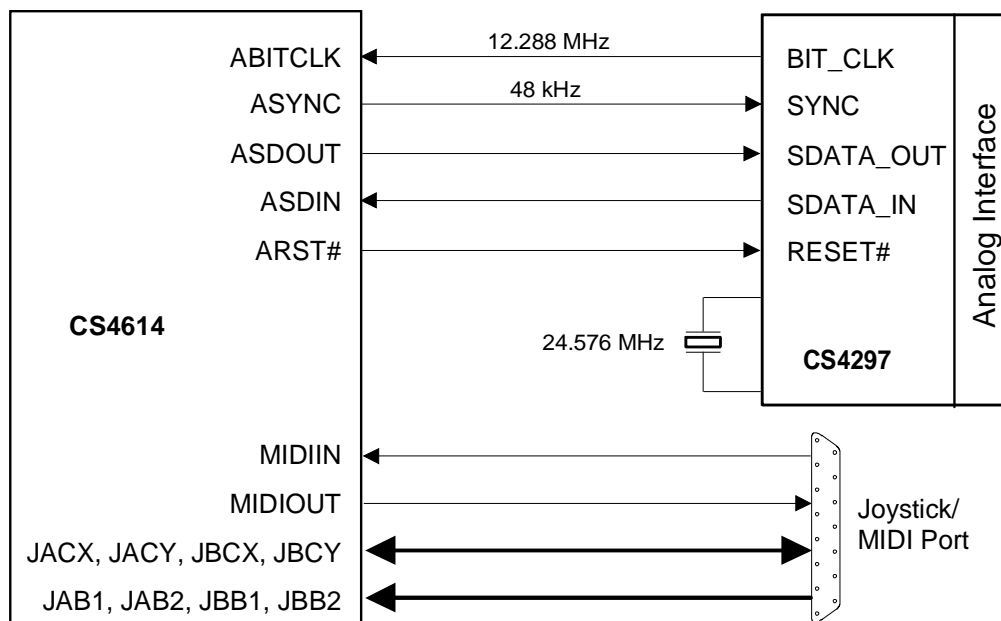 ABITCLK
12.288 MHz
BIT_CLK
ASYNC
48 kHz
SYNC
ASDOUT
SDATA_OUT
ASDIN
SDATA_IN
ARST#
RESET#
Analog Interface
CS4614
24.576 MHz
CS4297
MIDIIN
MIDIOUT
Joystick/
MIDI Port
JACX, JACY, JBCX, JBCY
JAB1, JAB2, JBB1, JBB2